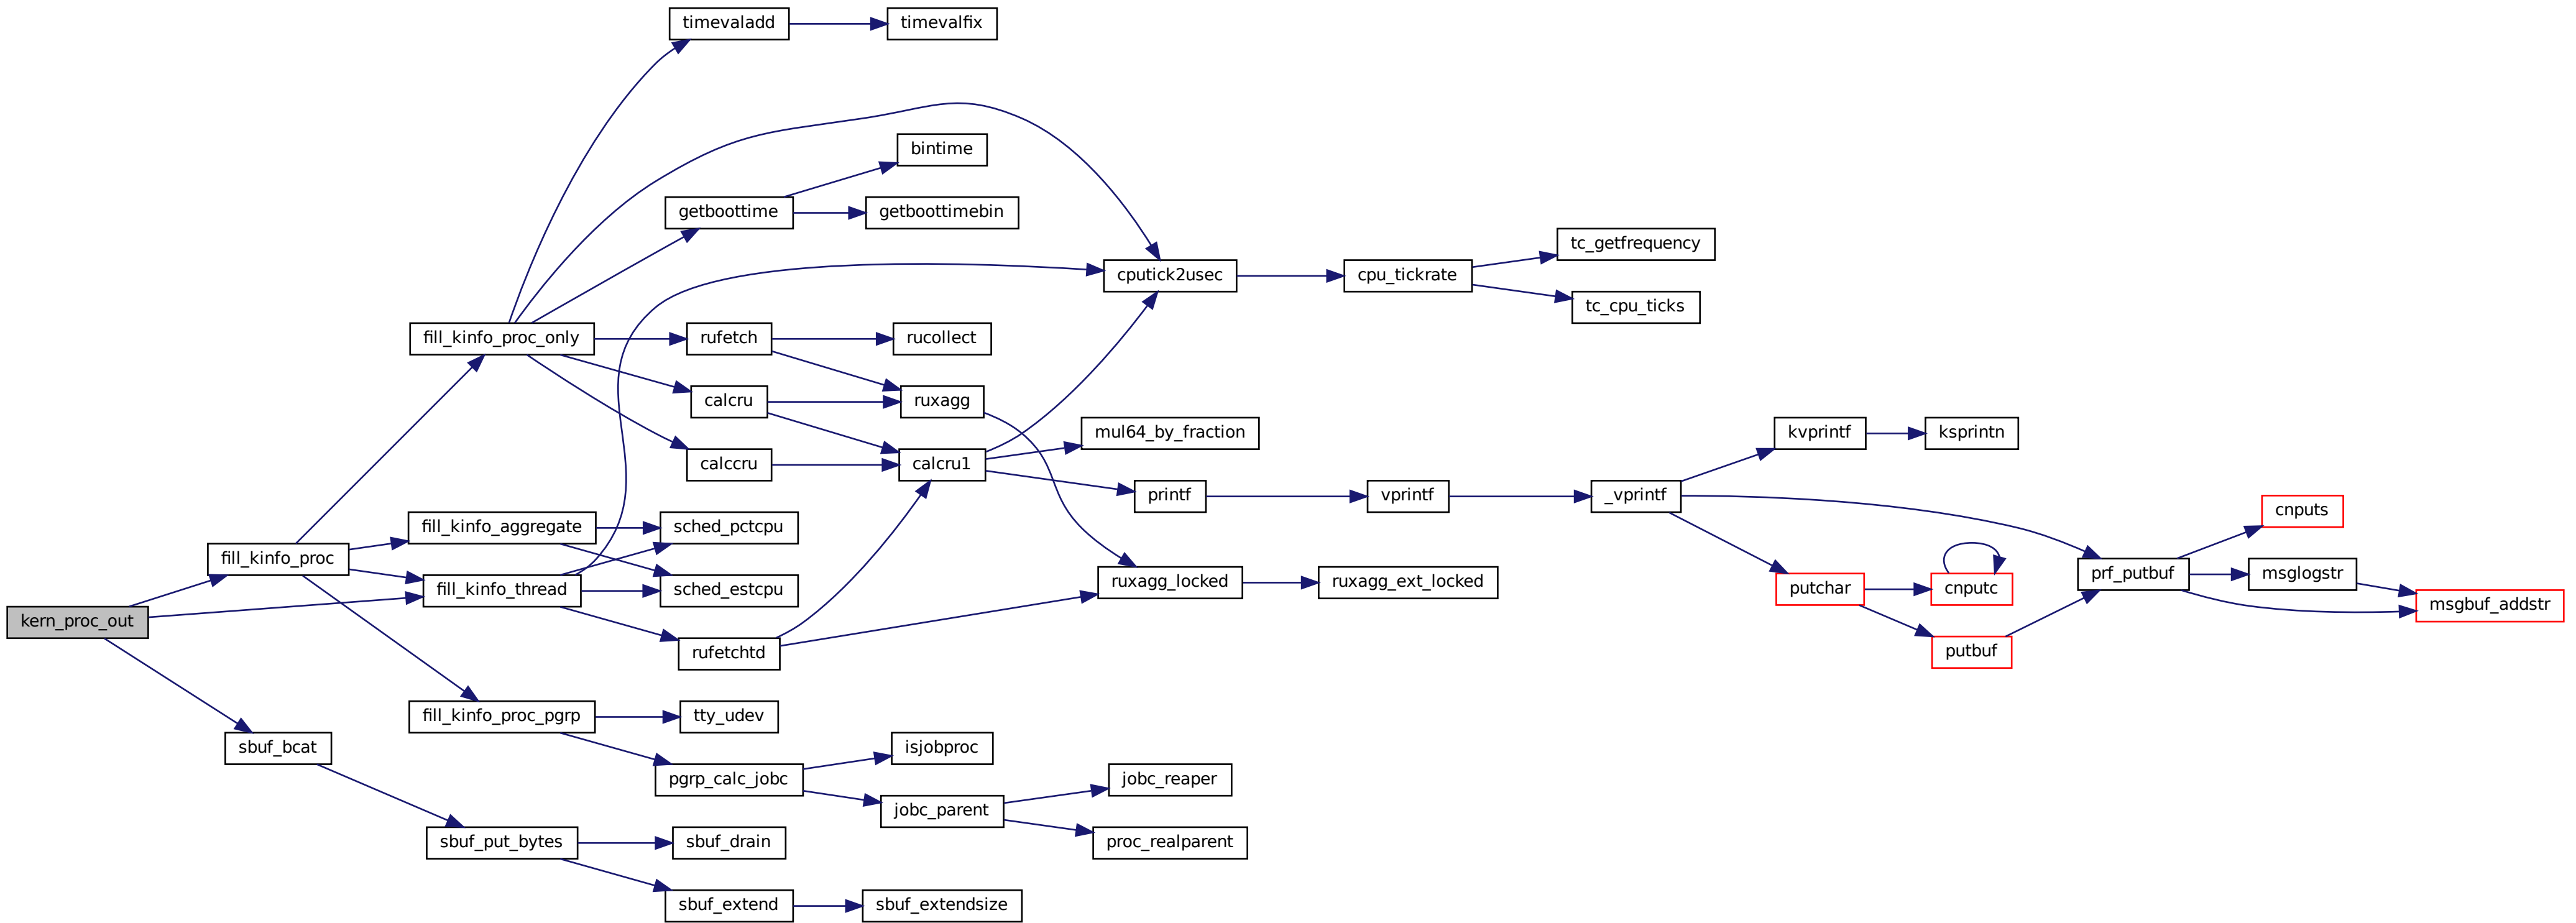 timevaladd
timevalfix
bintime
getboottime
getboottimebin
tc_getfrequency
cputick2usec
cpu_tickrate
tc_cpu_ticks
fill_kinfo_proc_only
rufetch
rucollect
calcru
ruxagg
mul64_by_fraction
kvprintf
ksprintn
calccru
calcru1
printf
vprintf
_vprintf
cnputs
fill_kinfo_aggregate
sched_pctcpu
fill_kinfo_proc
fill_kinfo_thread
sched_estcpu
ruxagg_locked
ruxagg_ext_locked
putchar
cnputc
prf_putbuf
msglogstr
msgbuf_addstr
kern_proc_out
rufetchtd
putbuf
fill_kinfo_proc_pgrp
tty_udev
sbuf_bcat
isjobproc
pgrp_calc_jobc
jobc_reaper
jobc_parent
proc_realparent
sbuf_put_bytes
sbuf_drain
sbuf_extend
sbuf_extendsize